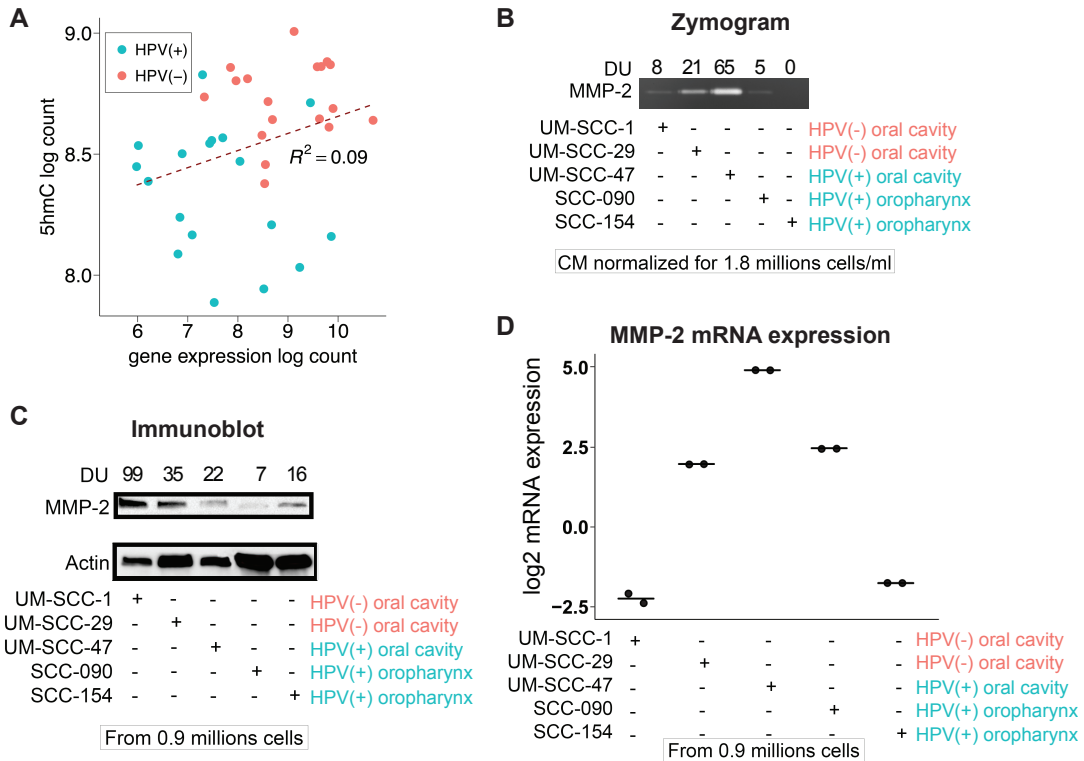 A
9.0
8.5
8.0
5hmC log count
HPV(+)
HPV(−)
R² = 0.09
6 7 8 9 10
gene expression log count
B
Zymogram
DU 8 21 65 5 0
MMP-2
UM-SCC-1 + - - - - HPV(-) oral cavity
UM-SCC-29 - + - - - HPV(-) oral cavity
UM-SCC-47 - - + - - HPV(+) oral cavity
SCC-090 - - - + - HPV(+) oropharynx
SCC-154 - - - - + HPV(+) oropharynx
CM normalized for 1.8 millions cells/ml
C
Immunoblot
DU 99 35 22 7 16
MMP-2
Actin
UM-SCC-1 + - - - - HPV(-) oral cavity
UM-SCC-29 - + - - - HPV(-) oral cavity
UM-SCC-47 - - + - - HPV(+) oral cavity
SCC-090 - - - + - HPV(+) oropharynx
SCC-154 - - - - + HPV(+) oropharynx
From 0.9 millions cells
D
MMP-2 mRNA expression
5.0
2.5
0.0
−2.5
log2 mRNA expression
UM-SCC-1 + - - - - HPV(-) oral cavity
UM-SCC-29 - + - - - HPV(-) oral cavity
UM-SCC-47 - - + - - HPV(+) oral cavity
SCC-090 - - - + - HPV(+) oropharynx
SCC-154 - - - - + HPV(+) oropharynx
From 0.9 millions cells